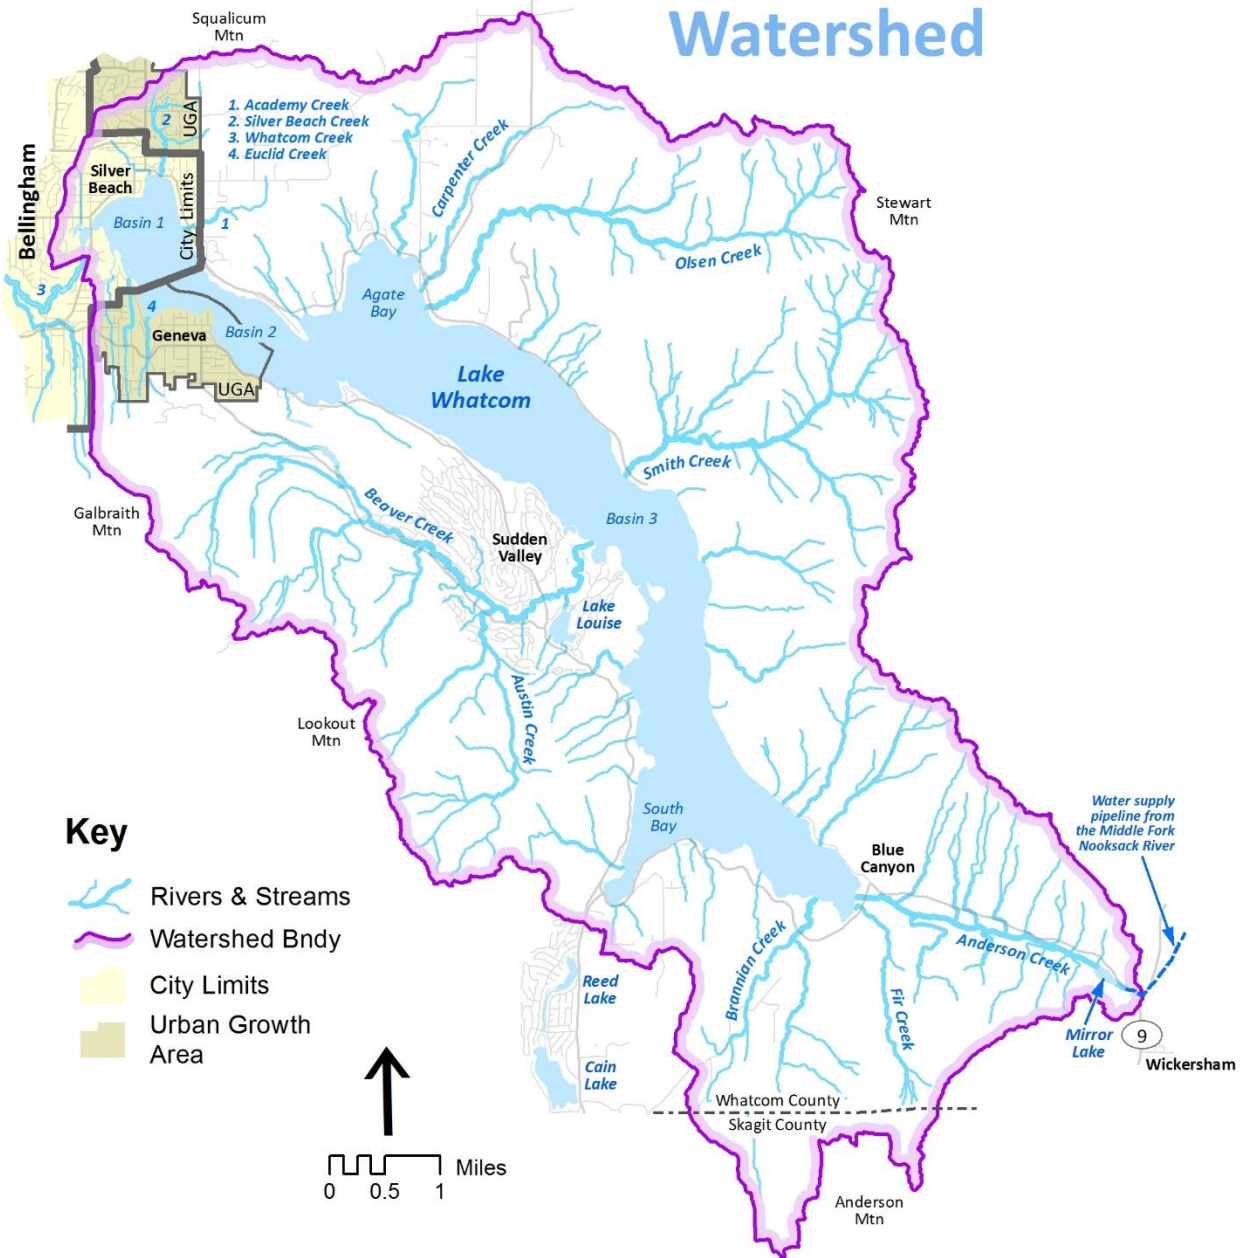 Watershed
Squalicum
Mtn
1. Academy Creek
2. Silver Beach Creek
3. Whatcom Creek
4. Euclid Creek
UGA
2
Bellingham
Silver
Beach
City Limits
Basin 1
1
Carpenter Creek
Stewart
Mtn
Olsen Creek
3
4
Agate
Bay
Geneva
Basin 2
UGA
Lake
Whatcom
Smith Creek
Galbraith
Mtn
Beaver Creek
Basin 3
Sudden
Valley
Lake
Louise
Austin Creek
Lookout
Mtn
South
Bay
Water supply
pipeline from
the Middle Fork
Nooksack River
Blue
Canyon
Key
Rivers & Streams
Watershed Bndy
City Limits
Urban Growth
Area
Anderson Creek
Brannian Creek
Fir Creek
Reed
Lake
Mirror
Lake
9
Wickersham
Cain
Lake
Whatcom County
Skagit County
Miles
0 0.5 1
Anderson
Mtn